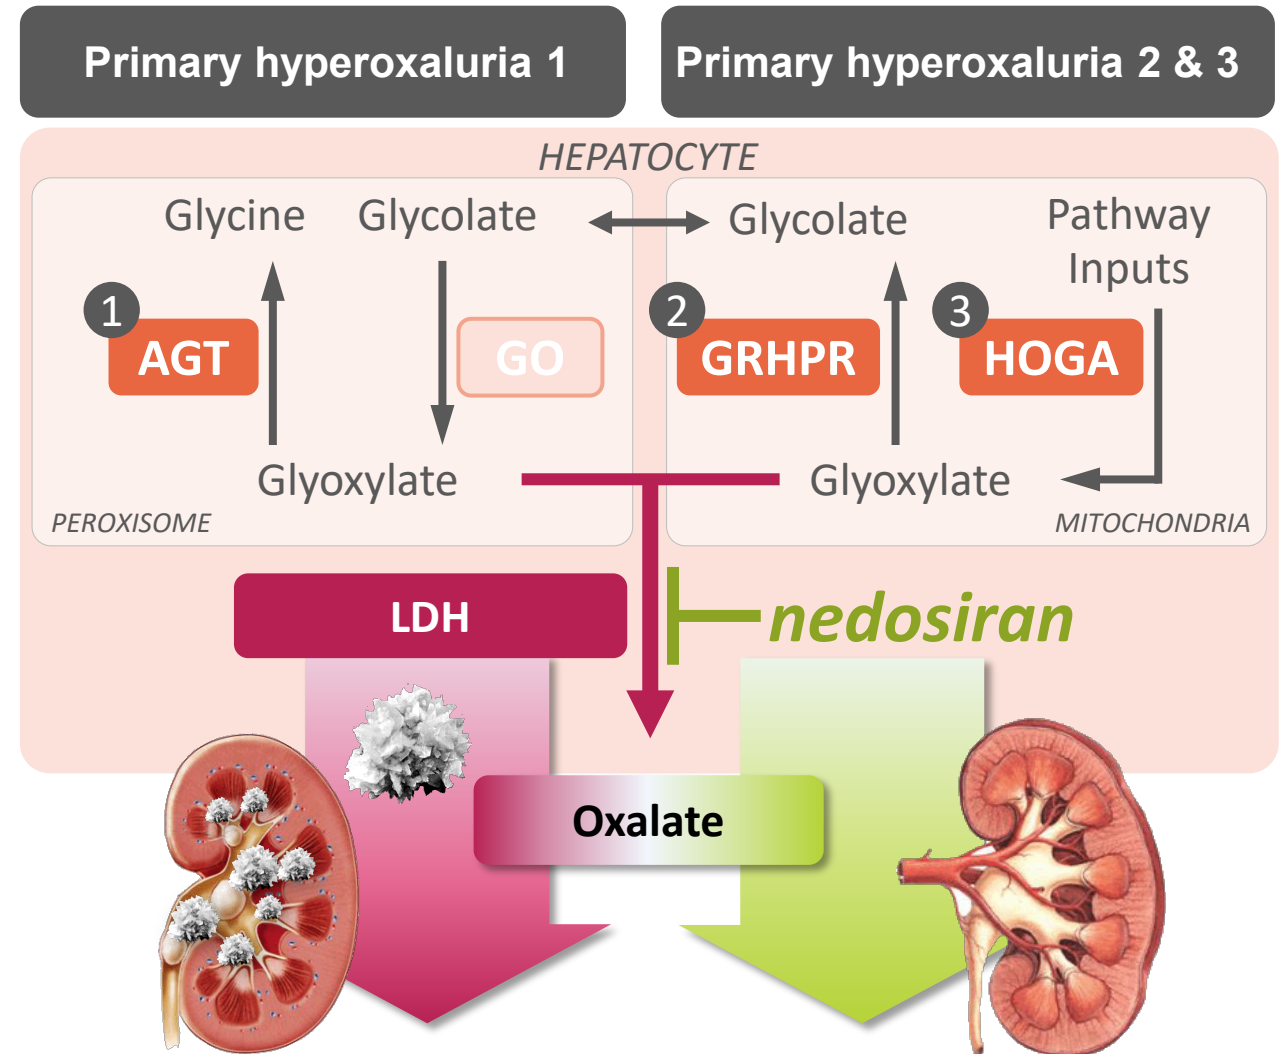 Primary hyperoxaluria 1
Primary hyperoxaluria 2 & 3
HEPATOCYTE
Glycine
Glycolate
Glycolate
Pathway
Inputs
1
AGT
GO
2
GRHPR
3
HOGA
Glyoxylate
Glyoxylate
PEROXISOME
MITOCHONDRIA
LDH
nedosiran
Oxalate